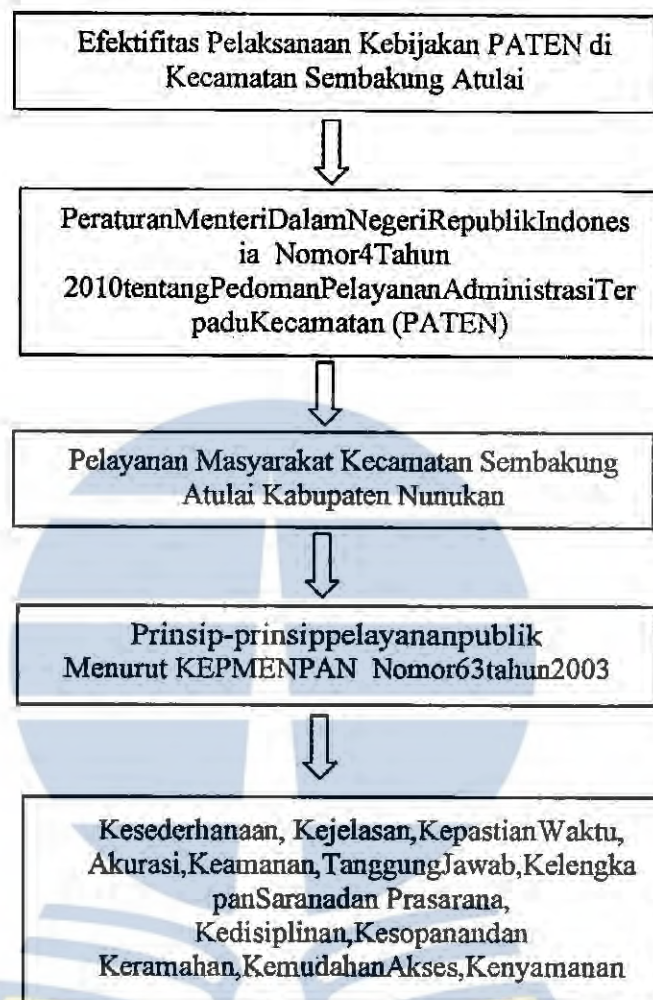 Efektifitas Pelaksanaan Kebijakan PATEN di
Kecamatan Sembakung Atulai
PeraturanMenteriDalamNegeriRepublikIndones
ia Nomor4Tahun
2010tentangPedomanPelayananAdministrasiTer
paduKecamatan (PATEN)
Pelayanan Masyarakat Kecamatan Sembakung
Atulai Kabupaten Nunukan
Prinsip-prinsippelayananpublik
Menurut KEPMENPAN Nomor63tahun2003
Kesederhanaan, Kejelasan,KepastianWaktu,
Akurasi,Keamanan,TanggungJawab,Kelengka
panSaranadan Prasarana,
Kedisiplinan,Kesopanandan
Keramahan,KemudahanAkses,Kenyamanan